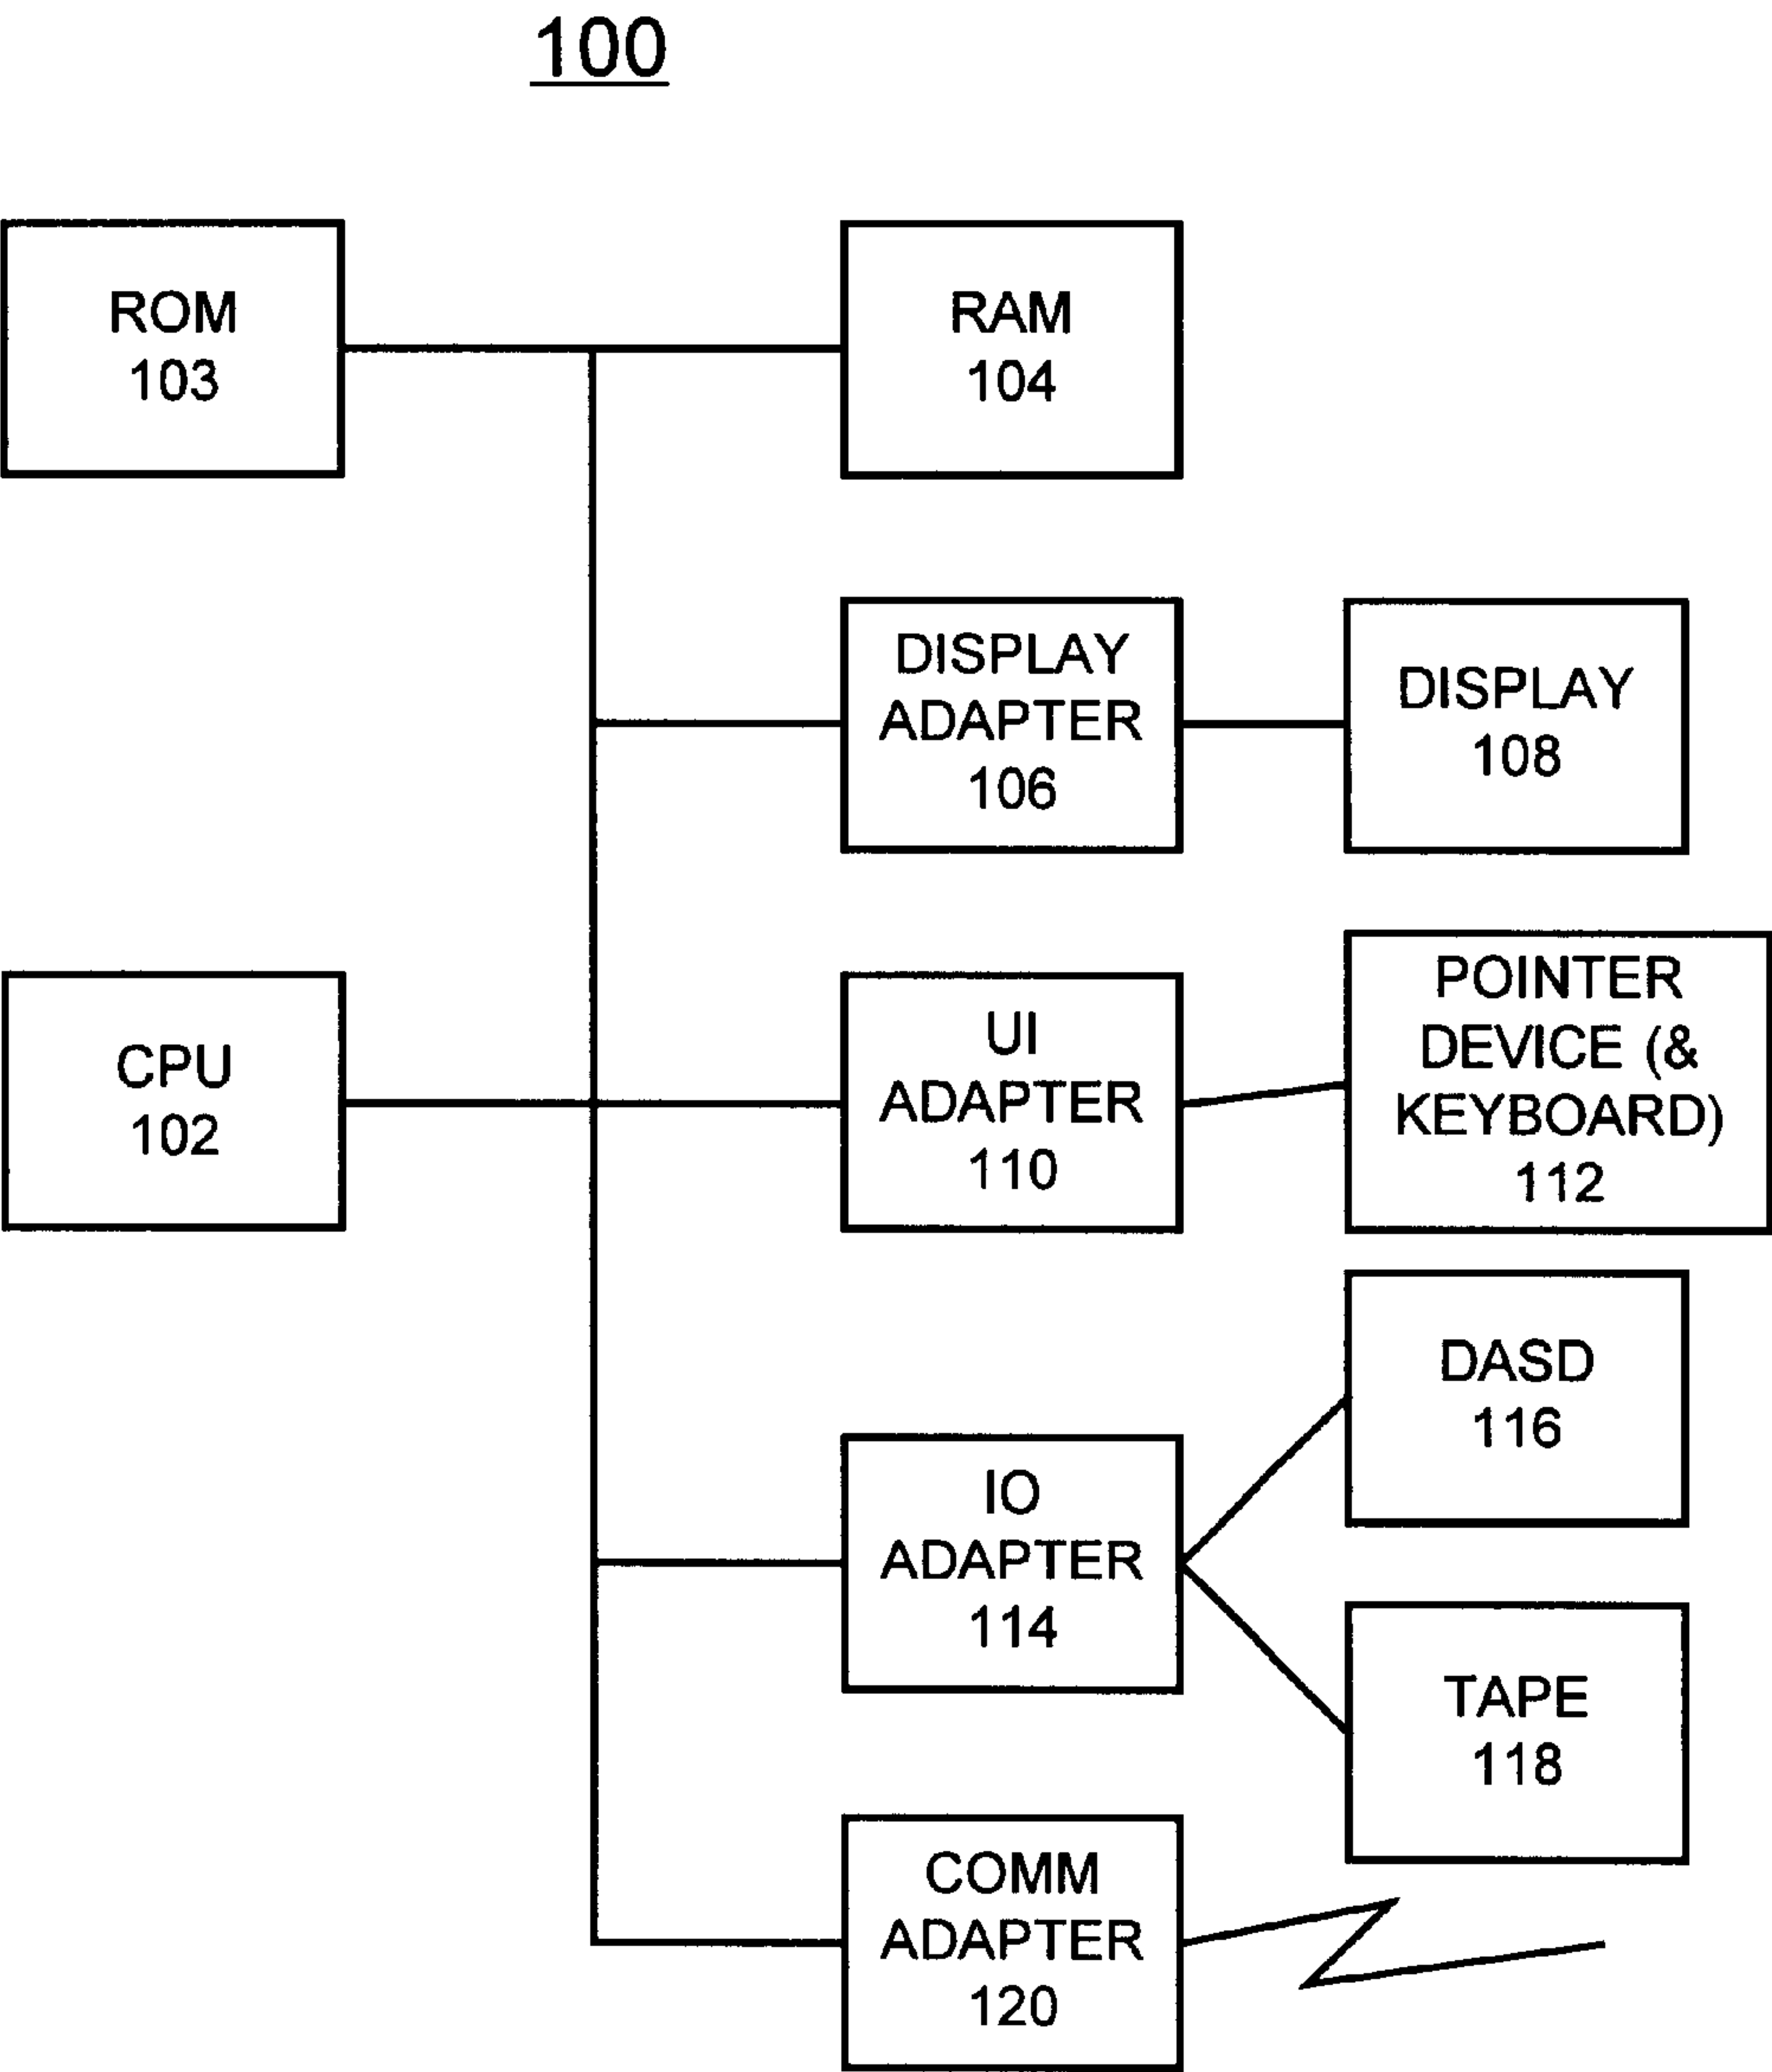 100
ROM
103
RAM
104
DISPLAY
ADAPTER
106
DISPLAY
108
CPU
102
UI
ADAPTER
110
POINTER
DEVICE (&
KEYBOARD)
112
DASD
116
IO
ADAPTER
114
TAPE
118
COMM
ADAPTER
120